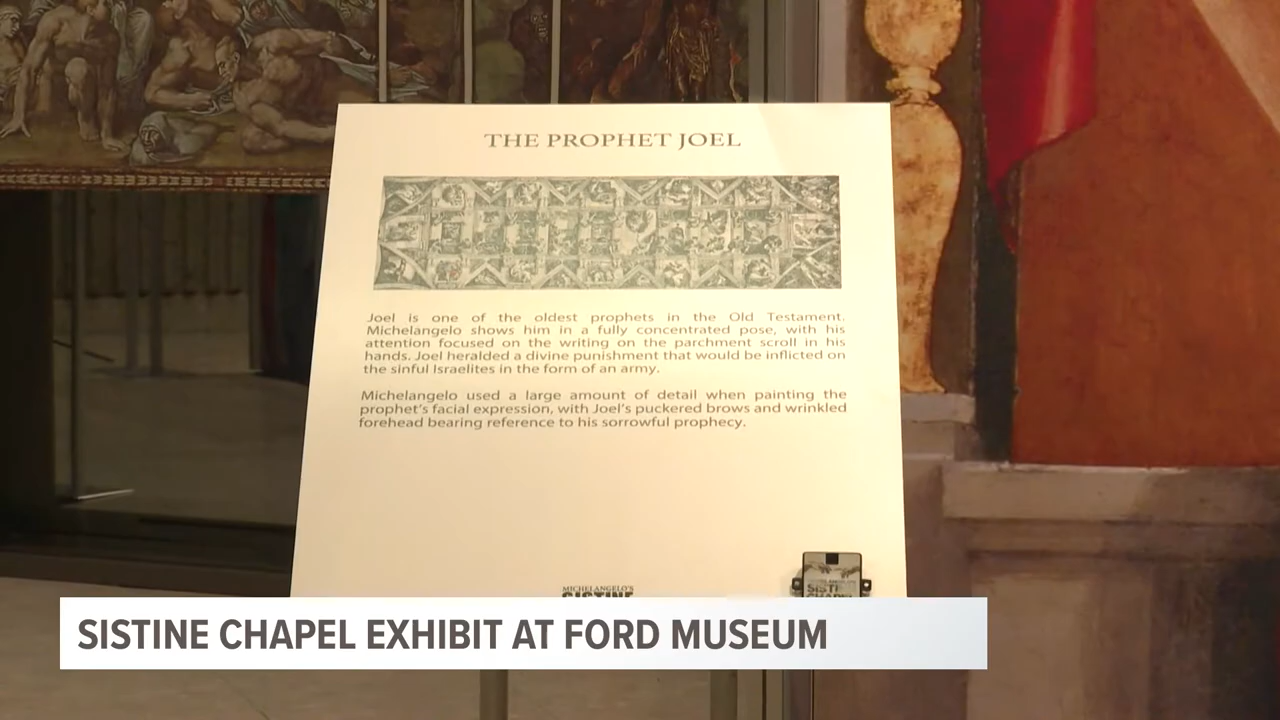 THE PROPHET JOEL
Joel is one of the oldest prophets in the Old Testament.
Michelangelo shows him in a fully concentrated pose, with his
attention focused on the writing on the parchment scroll in his
hands. Joel heralded a divine punishment that would be inflicted on
the sinful Israelites in the form of an army.
Michelangelo used a large amount of detail when painting the
prophet's facial expression, with Joel's puckered brows and wrinkled
forehead bearing reference to his sorrowful prophecy.
MICHELANGELO'S
SISTINE
SISTINE CHAPEL EXHIBIT AT FORD MUSEUM